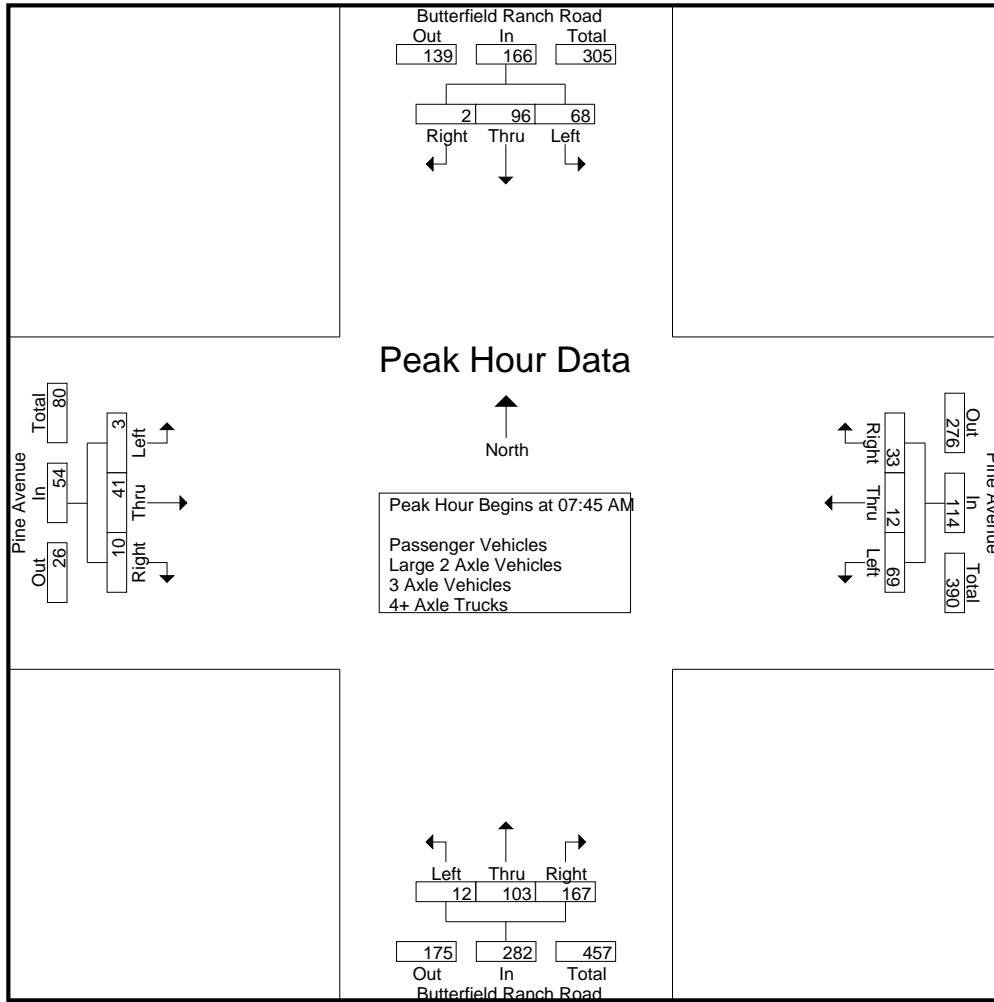 Butterfield Ranch Road
Out In Total
139 166 305
2 96 68
Right Thru Left
Peak Hour Data
North
Peak Hour Begins at 07:45 AM
Passenger Vehicles
Large 2 Axle Vehicles
3 Axle Vehicles
4+ Axle Trucks
Pine Avenue
Out In Total
26 54 80
10 41 3
Right Thru Left
Pine Avenue
Out In Total
276 114 390
33 12 69
Right Thru Left
Left Thru Right
12 103 167
175 282 457
Out In Total
Butterfield Ranch Road